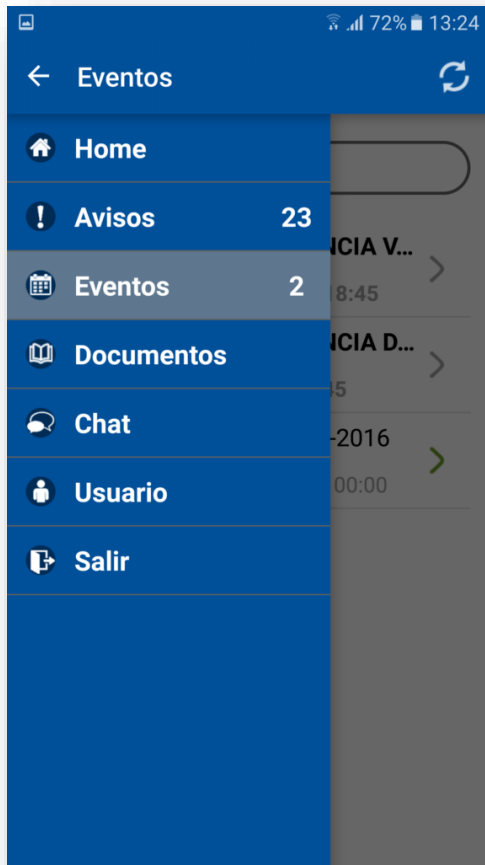 72% 13:24
Eventos
Home
Avisos 23
NCIA V...
Eventos 2
18:45
Documentos
NCIA D...
45
Chat
-2016
Usuario
00:00
Salir